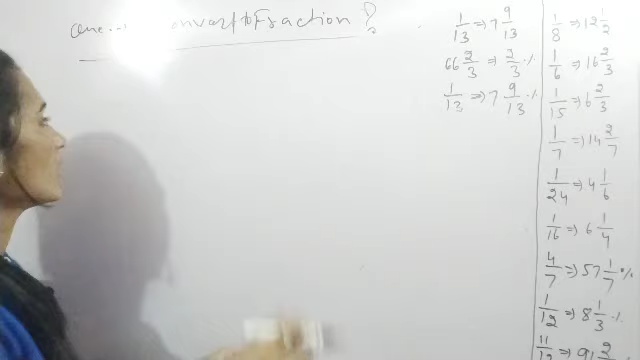 convert to Fraction ?
1/13 ⇒ 7 9/13
66 2/3 ⇒ 2/3 %
1/13 ⇒ 7 9/13 %
1/8 ⇒ 12 1/2
1/6 ⇒ 16 2/3
1/15 ⇒ 6 2/3
1/7 ⇒ 14 2/7
1/24 ⇒ 4 1/6
1/16 ⇒ 6 1/4
4/7 ⇒ 57 1/7 %
1/12 ⇒ 8 1/3 %